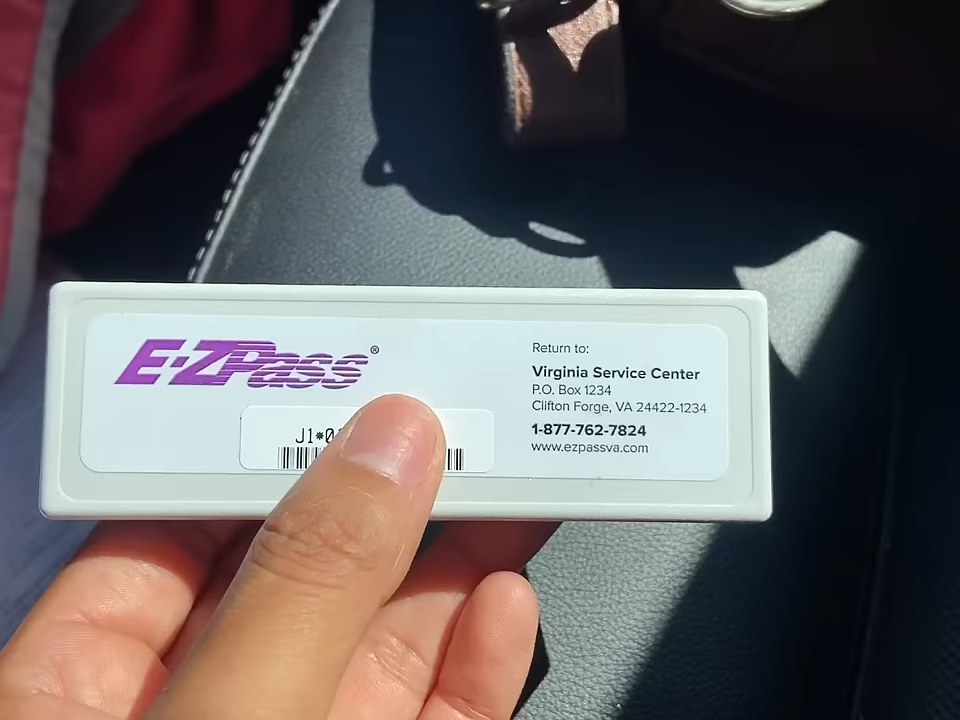 E-ZPass®
J1*0
Return to:
Virginia Service Center
P.O. Box 1234
Clifton Forge, VA 24422-1234
1-877-762-7824
www.ezpassva.com